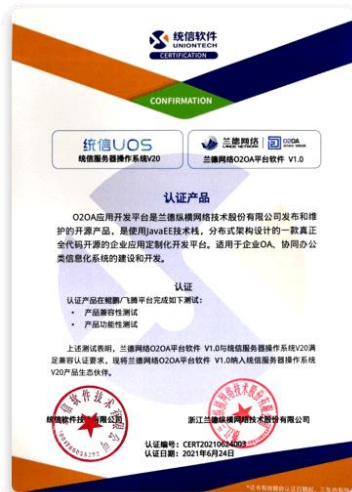 统信软件
UNIONTECH
CERTIFICATION
CONFIRMATION
统信UOS
统信服务器操作系统V20
兰德网络
O2OA
兰德网络O2OA平台软件 V1.0
认证产品
O2OA应用开发平台是兰德纵横网络技术股份有限公司发布和维
护的开源产品，是使用JavaEE技术栈，分布式架构设计的一款真正
全代码开源的企业应用定制化开发平台。适用于企业OA、协同办公
类信息化系统的建设和开发。
认证
认证产品在鲲鹏/飞腾平台完成如下测试：
• 产品兼容性测试
• 产品功能性测试
上述测试表明，兰德网络O2OA平台软件 V1.0与统信服务器操作系统V20满
足兼容认证要求。现将兰德网络O2OA平台软件 V1.0纳入统信服务器操作系统
V20产品生态伙伴。
统信软件技术有限公司
浙江兰德纵横网络技术股份有限公司
认证编号：CERT20210624003
认证日期：2021年6月24日